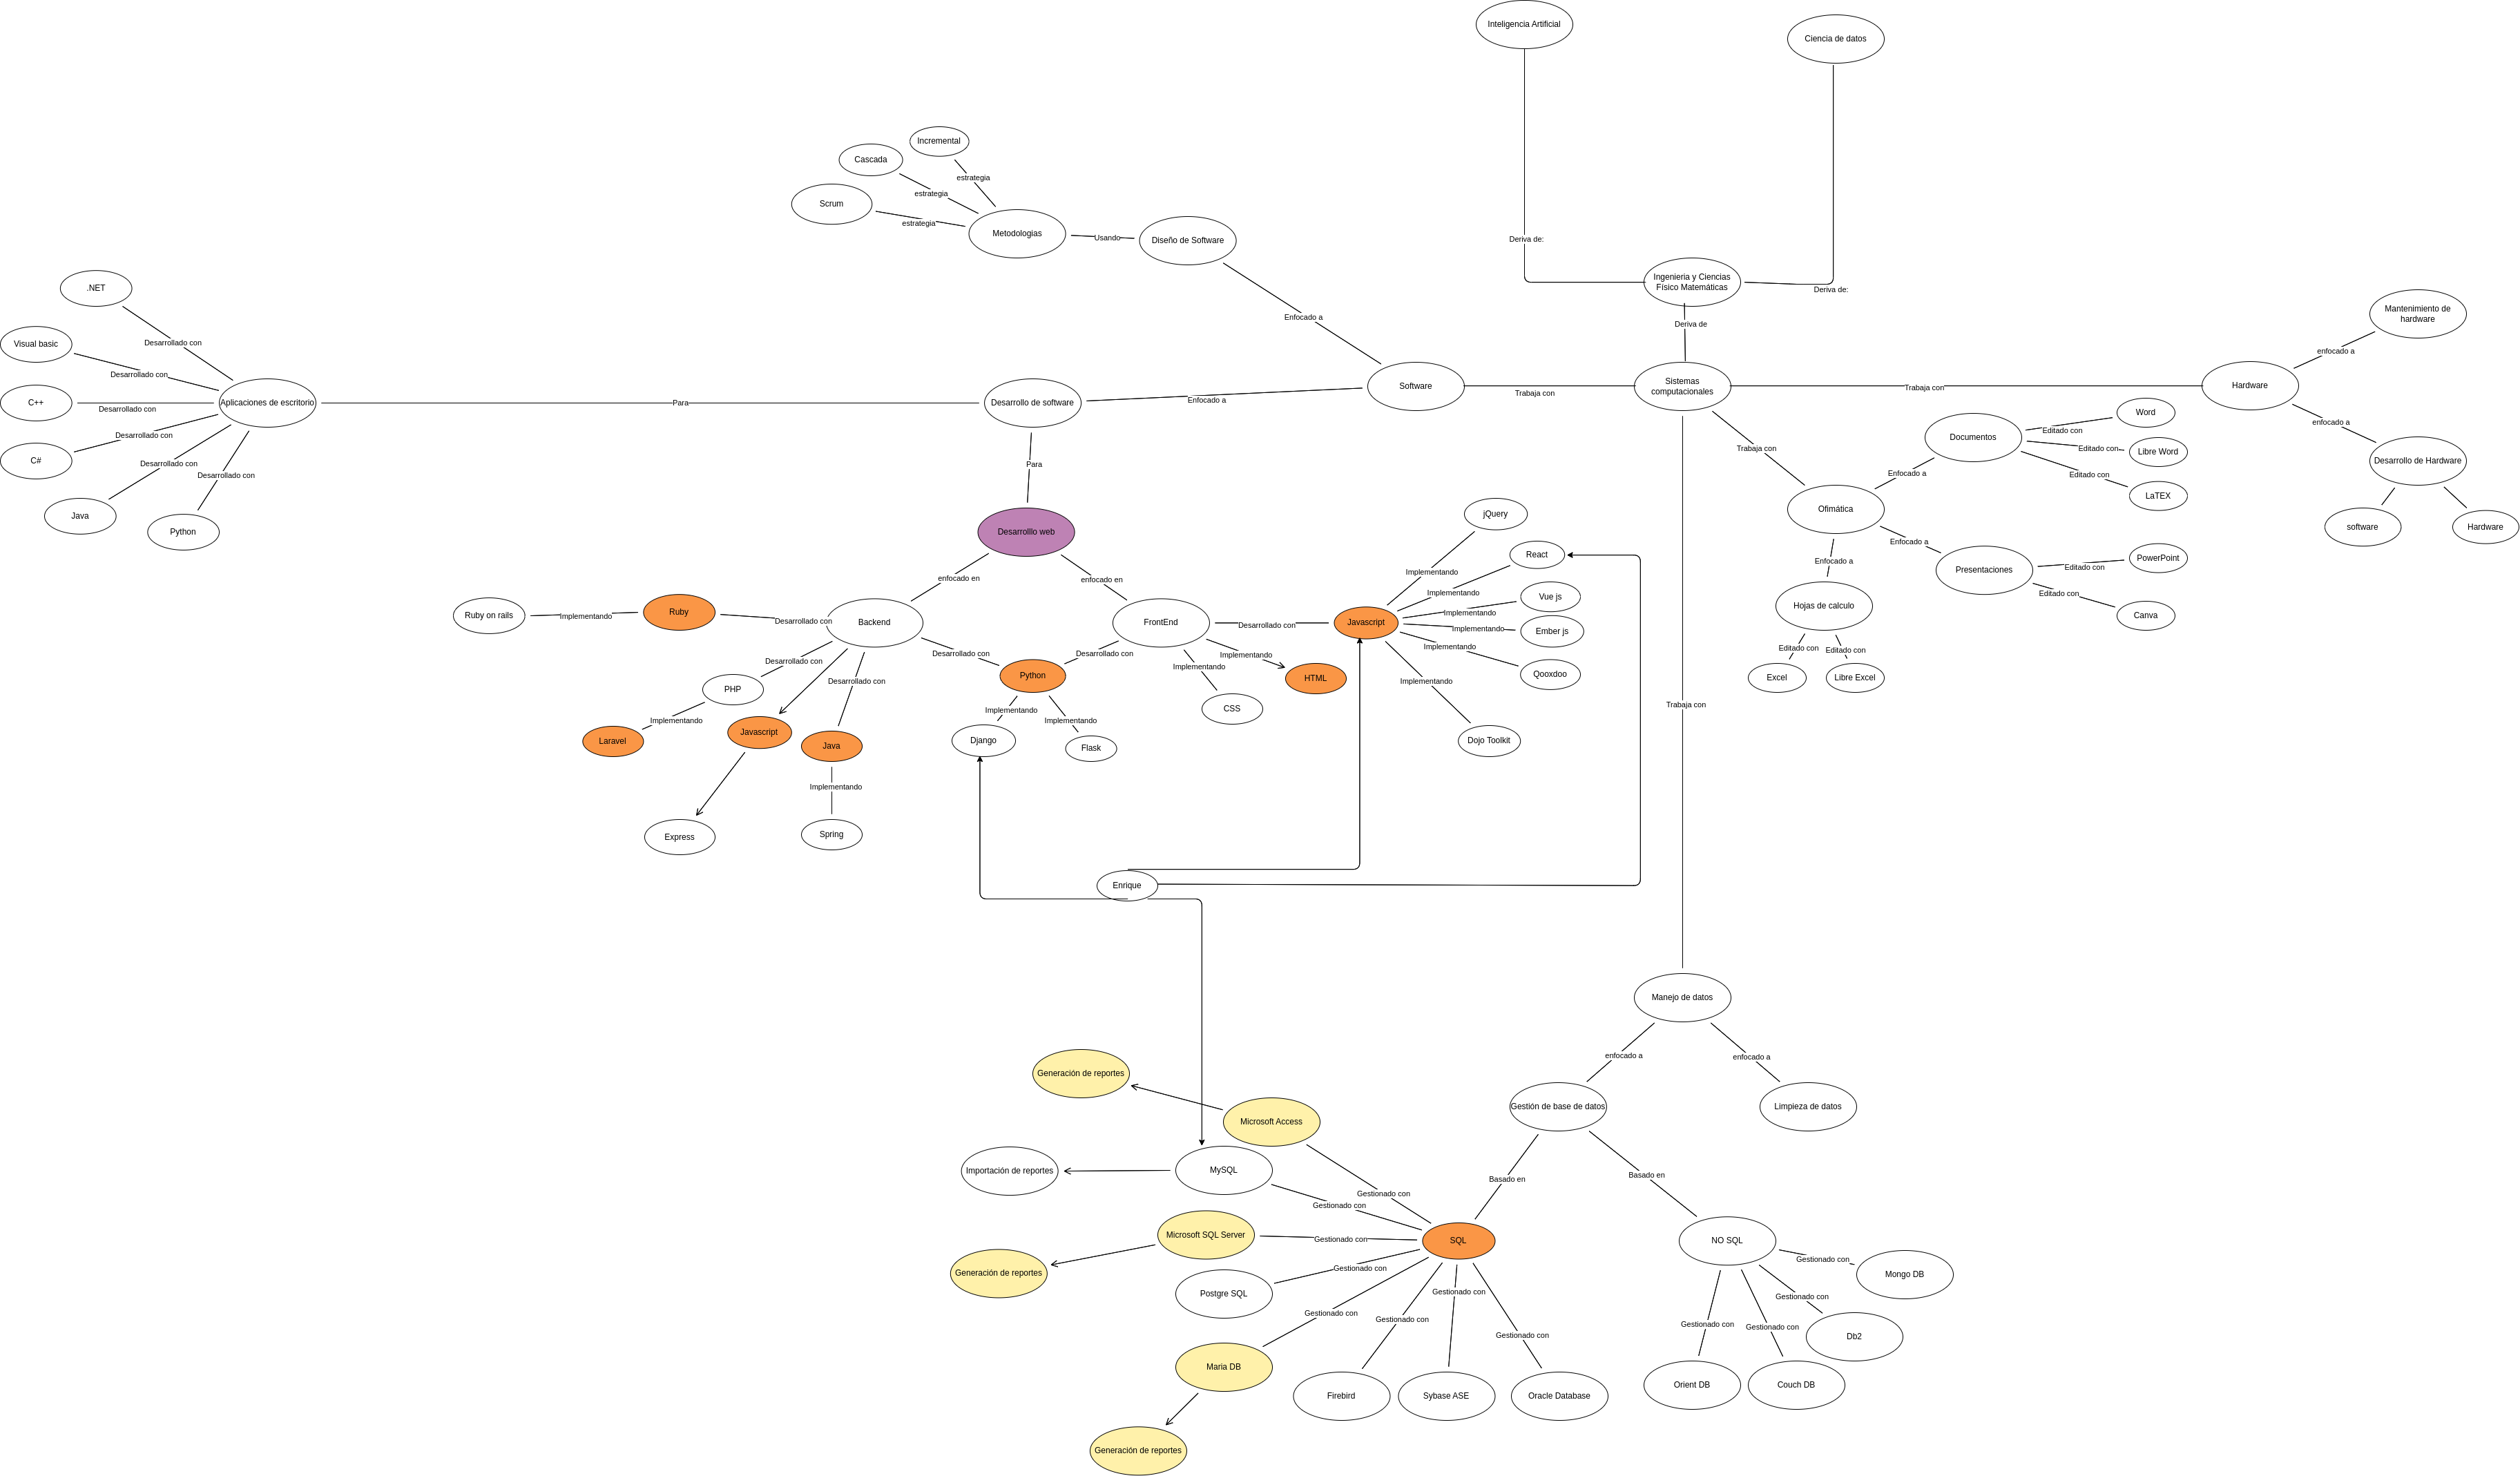 Inteligencia Artificial
Ciencia de datos
Incremental
Cascada
estrategia
estrategia
Scrum
estrategia
Metodologias
Usando
Diseño de Software
Deriva de:
Ingenieria y Ciencias
Físico Matemáticas
Deriva de:
Enfocado a
Deriva de
.NET
Desarrollado con
Visual basic
Desarrollado con
C++
Desarrollado con
Aplicaciones de escritorio
Desarrollado con
C#
Desarrollado con
Desarrollado con
Java
Python
Para
Desarrollo de software
Enfocado a
Software
Trabaja con
Sistemas
computacionales
Trabaja con
Hardware
Mantenimiento de
hardware
enfocado a
enfocado a
Desarrollo de Hardware
software
Hardware
Trabaja con
Documentos
Editado con
Word
Editado con
Libre Word
Editado con
LaTEX
Enfocado a
Ofimática
Enfocado a
Enfocado a
Presentaciones
Editado con
PowerPoint
Editado con
Canva
Hojas de calculo
Editado con
Editado con
Excel
Libre Excel
Para
Desarrolllo web
enfocado en
enfocado en
Ruby on rails
Implementando
Ruby
Desarrollado con
Backend
Desarrollado con
Desarrollado con
FrontEnd
Desarrollado con
Javascript
Implementando
jQuery
Implementando
React
Implementando
Vue js
Implementando
Ember js
Implementando
Qooxdoo
Implementando
Dojo Toolkit
Desarrollado con
PHP
Implementando
Laravel
Javascript
Desarrollado con
Java
Implementando
Express
Spring
Python
Implementando
Implementando
Django
Flask
Implementando
HTML
Implementando
CSS
Enrique
Trabaja con
Manejo de datos
enfocado a
enfocado a
Gestión de base de datos
Limpieza de datos
Basado en
Basado en
Generación de reportes
Microsoft Access
Gestionado con
Importación de reportes
MySQL
Gestionado con
Microsoft SQL Server
Gestionado con
SQL
Generación de reportes
Postgre SQL
Gestionado con
Gestionado con
Gestionado con
Gestionado con
Gestionado con
Maria DB
Firebird
Sybase ASE
Oracle Database
Generación de reportes
NO SQL
Gestionado con
Mongo DB
Gestionado con
Db2
Gestionado con
Gestionado con
Orient DB
Couch DB